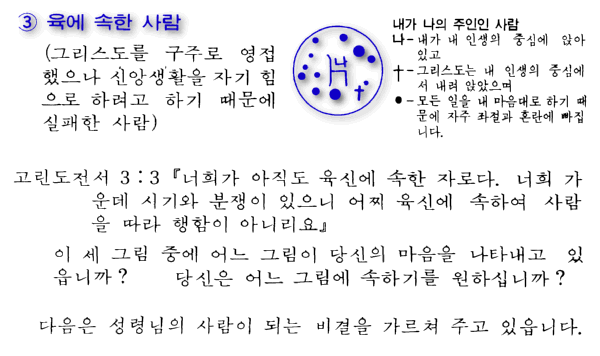 ③ 육에 속한 사람
(그리스도를 구주로 영접
했으나 신앙생활을 자기 힘
으로 하려고 하기 때문에
실패한 사람)
나
내가 나의 주인인 사람
나-내가 내 인생의 중심에 앉아
있고
†-그리스도는 내 인생의 중심에
서 내려 앉았으며
●-모든 일을 내 마음대로 하기 때
문에 자주 좌절과 혼란에 빠집
니다.
고린도전서 3:3 『너희가 아직도 육신에 속한 자로다. 너희 가
운데 시기와 분쟁이 있으니 어찌 육신에 속하여 사람
을 따라 행함이 아니리요』
이 세 그림 중에 어느 그림이 당신의 마음을 나타내고 있
읍니까? 당신은 어느 그림에 속하기를 원하십니까?
다음은 성령님의 사람이 되는 비결을 가르쳐 주고 있읍니다.